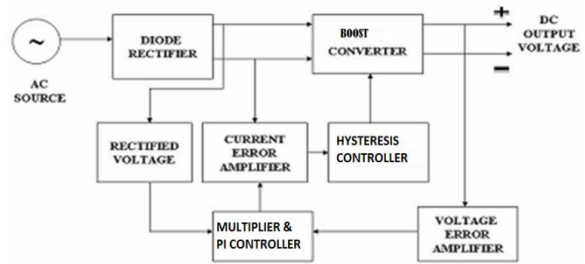 ~
AC
SOURCE
DIODE
RECTIFIER
BOOST
CONVERTER
+
−
DC
OUTPUT
VOLTAGE
RECTIFIED
VOLTAGE
CURRENT
ERROR
AMPLIFIER
HYSTERESIS
CONTROLLER
MULTIPLIER &
PI CONTROLLER
VOLTAGE
ERROR
AMPLIFIER